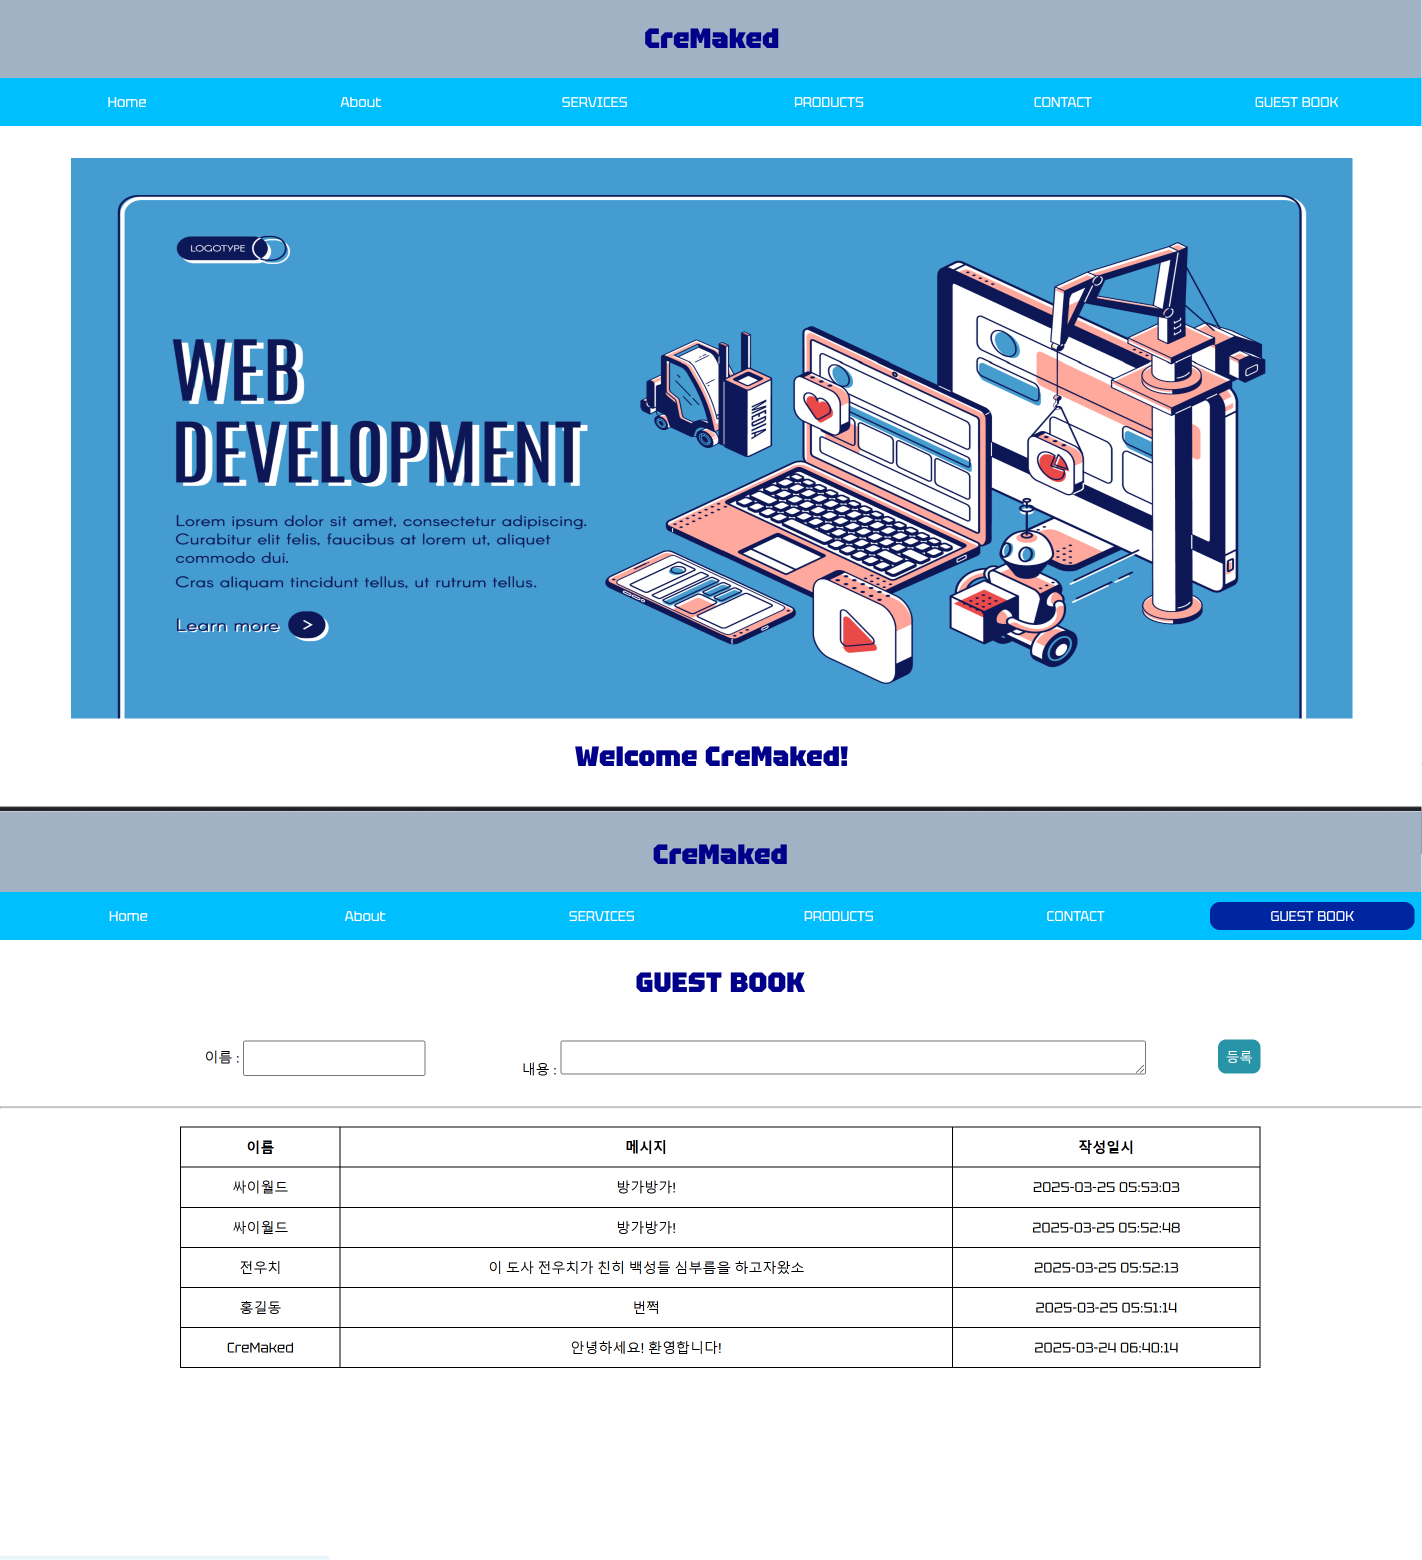 CreMaked
Home About SERVICES PRODUCTS CONTACT GUEST BOOK
LOGOTYPE
WEB
DEVELOPMENT
Lorem ipsum dolor sit amet, consectetur adipiscing.
Curabitur elit felis, faucibus at lorem ut, aliquet
commodo dui.
Cras aliquam tincidunt tellus, ut rutrum tellus.
Learn more >
MEDIA
Welcome CreMaked!
CreMaked
Home About SERVICES PRODUCTS CONTACT GUEST BOOK
GUEST BOOK
이름 : 내용 : 등록
이름 메시지 작성일시
싸이월드 방가방가! 2025-03-25 05:53:03
싸이월드 방가방가! 2025-03-25 05:52:48
전우치 이 도사 전우치가 친히 백성들 심부름을 하고자왔소 2025-03-25 05:52:13
홍길동 번쩍 2025-03-25 05:51:14
CreMaked 안녕하세요! 환영합니다! 2025-03-24 06:40:14